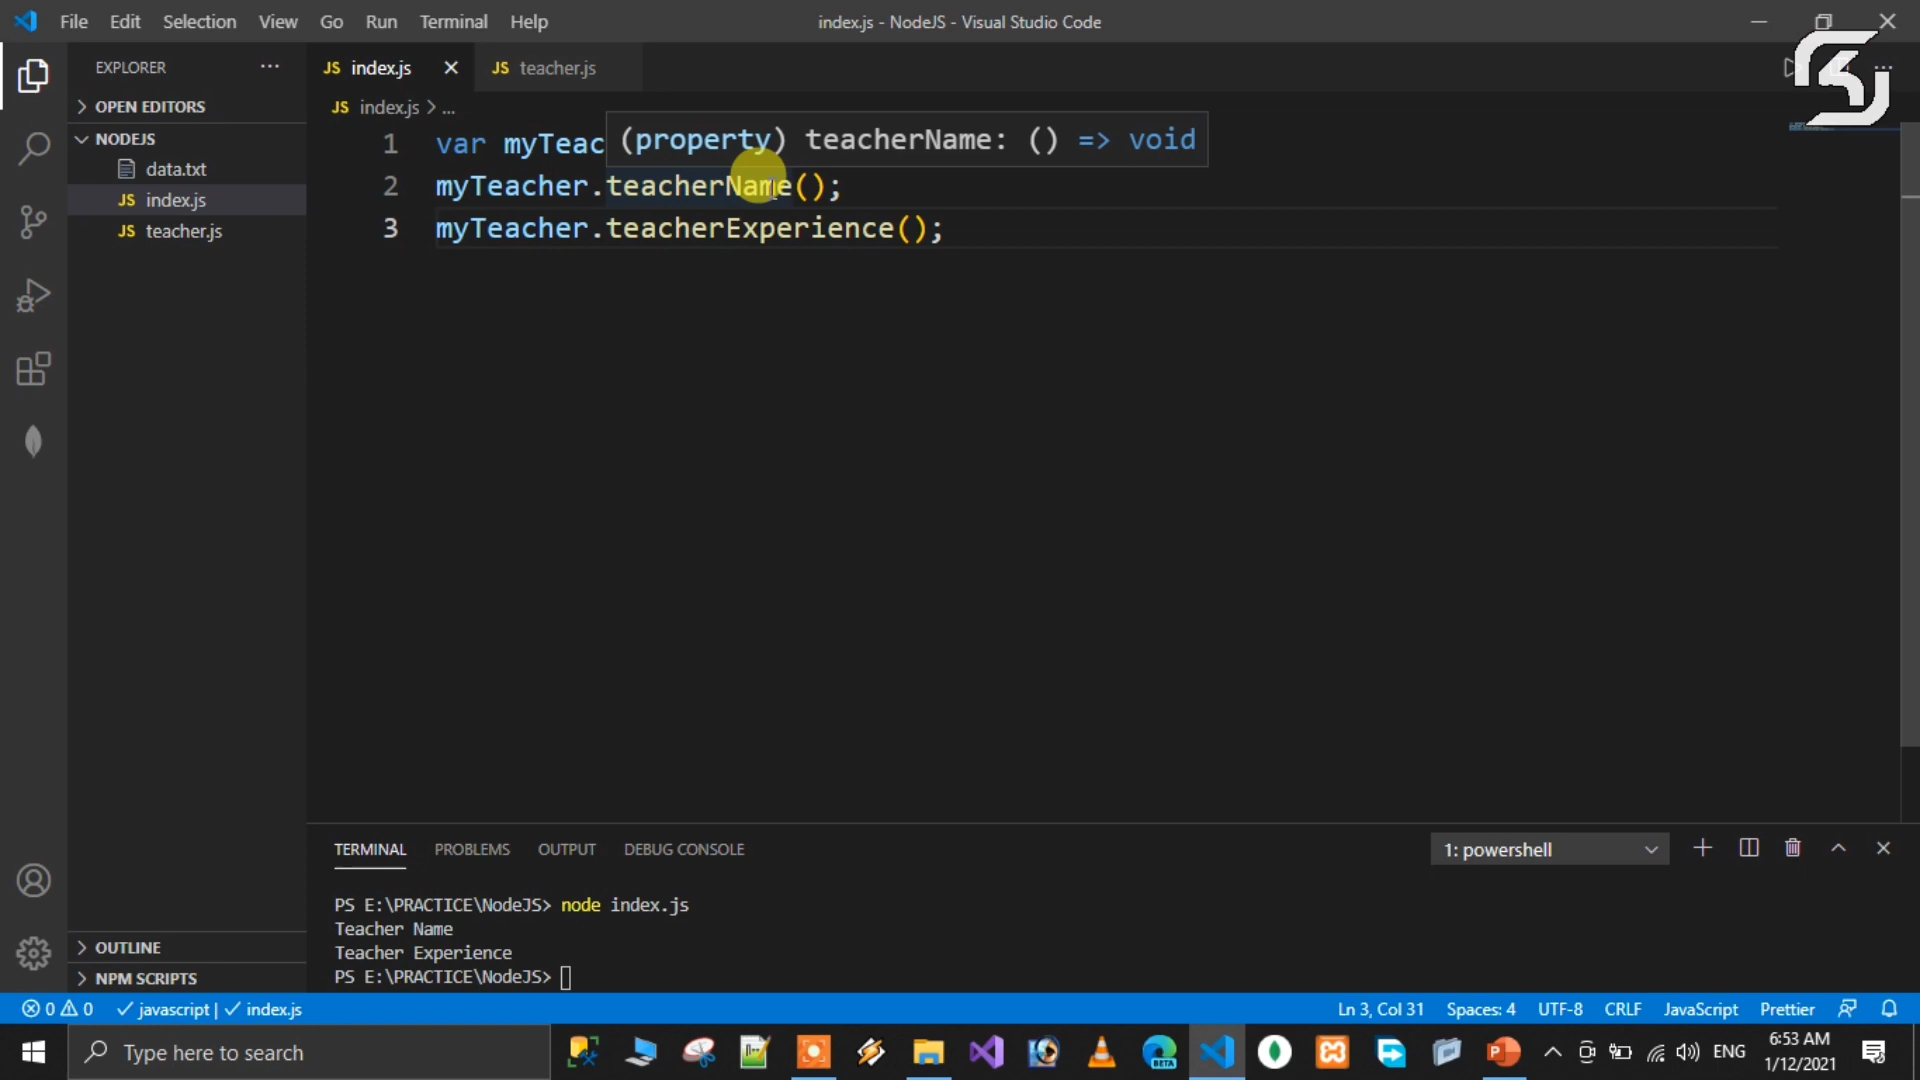 File Edit Selection View Go Run Terminal Help index.js - NodeJS - Visual Studio Code
EXPLORER ··· JS index.js JS teacher.js
OPEN EDITORS JS index.js > ...
NODEJS
data.txt
JS index.js
JS teacher.js
(property) teacherName: () => void
1 var myTeac
2 myTeacher.teacherName();
3 myTeacher.teacherExperience();
TERMINAL PROBLEMS OUTPUT DEBUG CONSOLE 1: powershell
PS E:\PRACTICE\NodeJS> node index.js
Teacher Name
Teacher Experience
PS E:\PRACTICE\NodeJS>
OUTLINE
NPM SCRIPTS
0 0 javascript | index.js Ln 3, Col 31 Spaces: 4 UTF-8 CRLF JavaScript Prettier
Type here to search BETA ENG 6:53 AM
1/12/2021